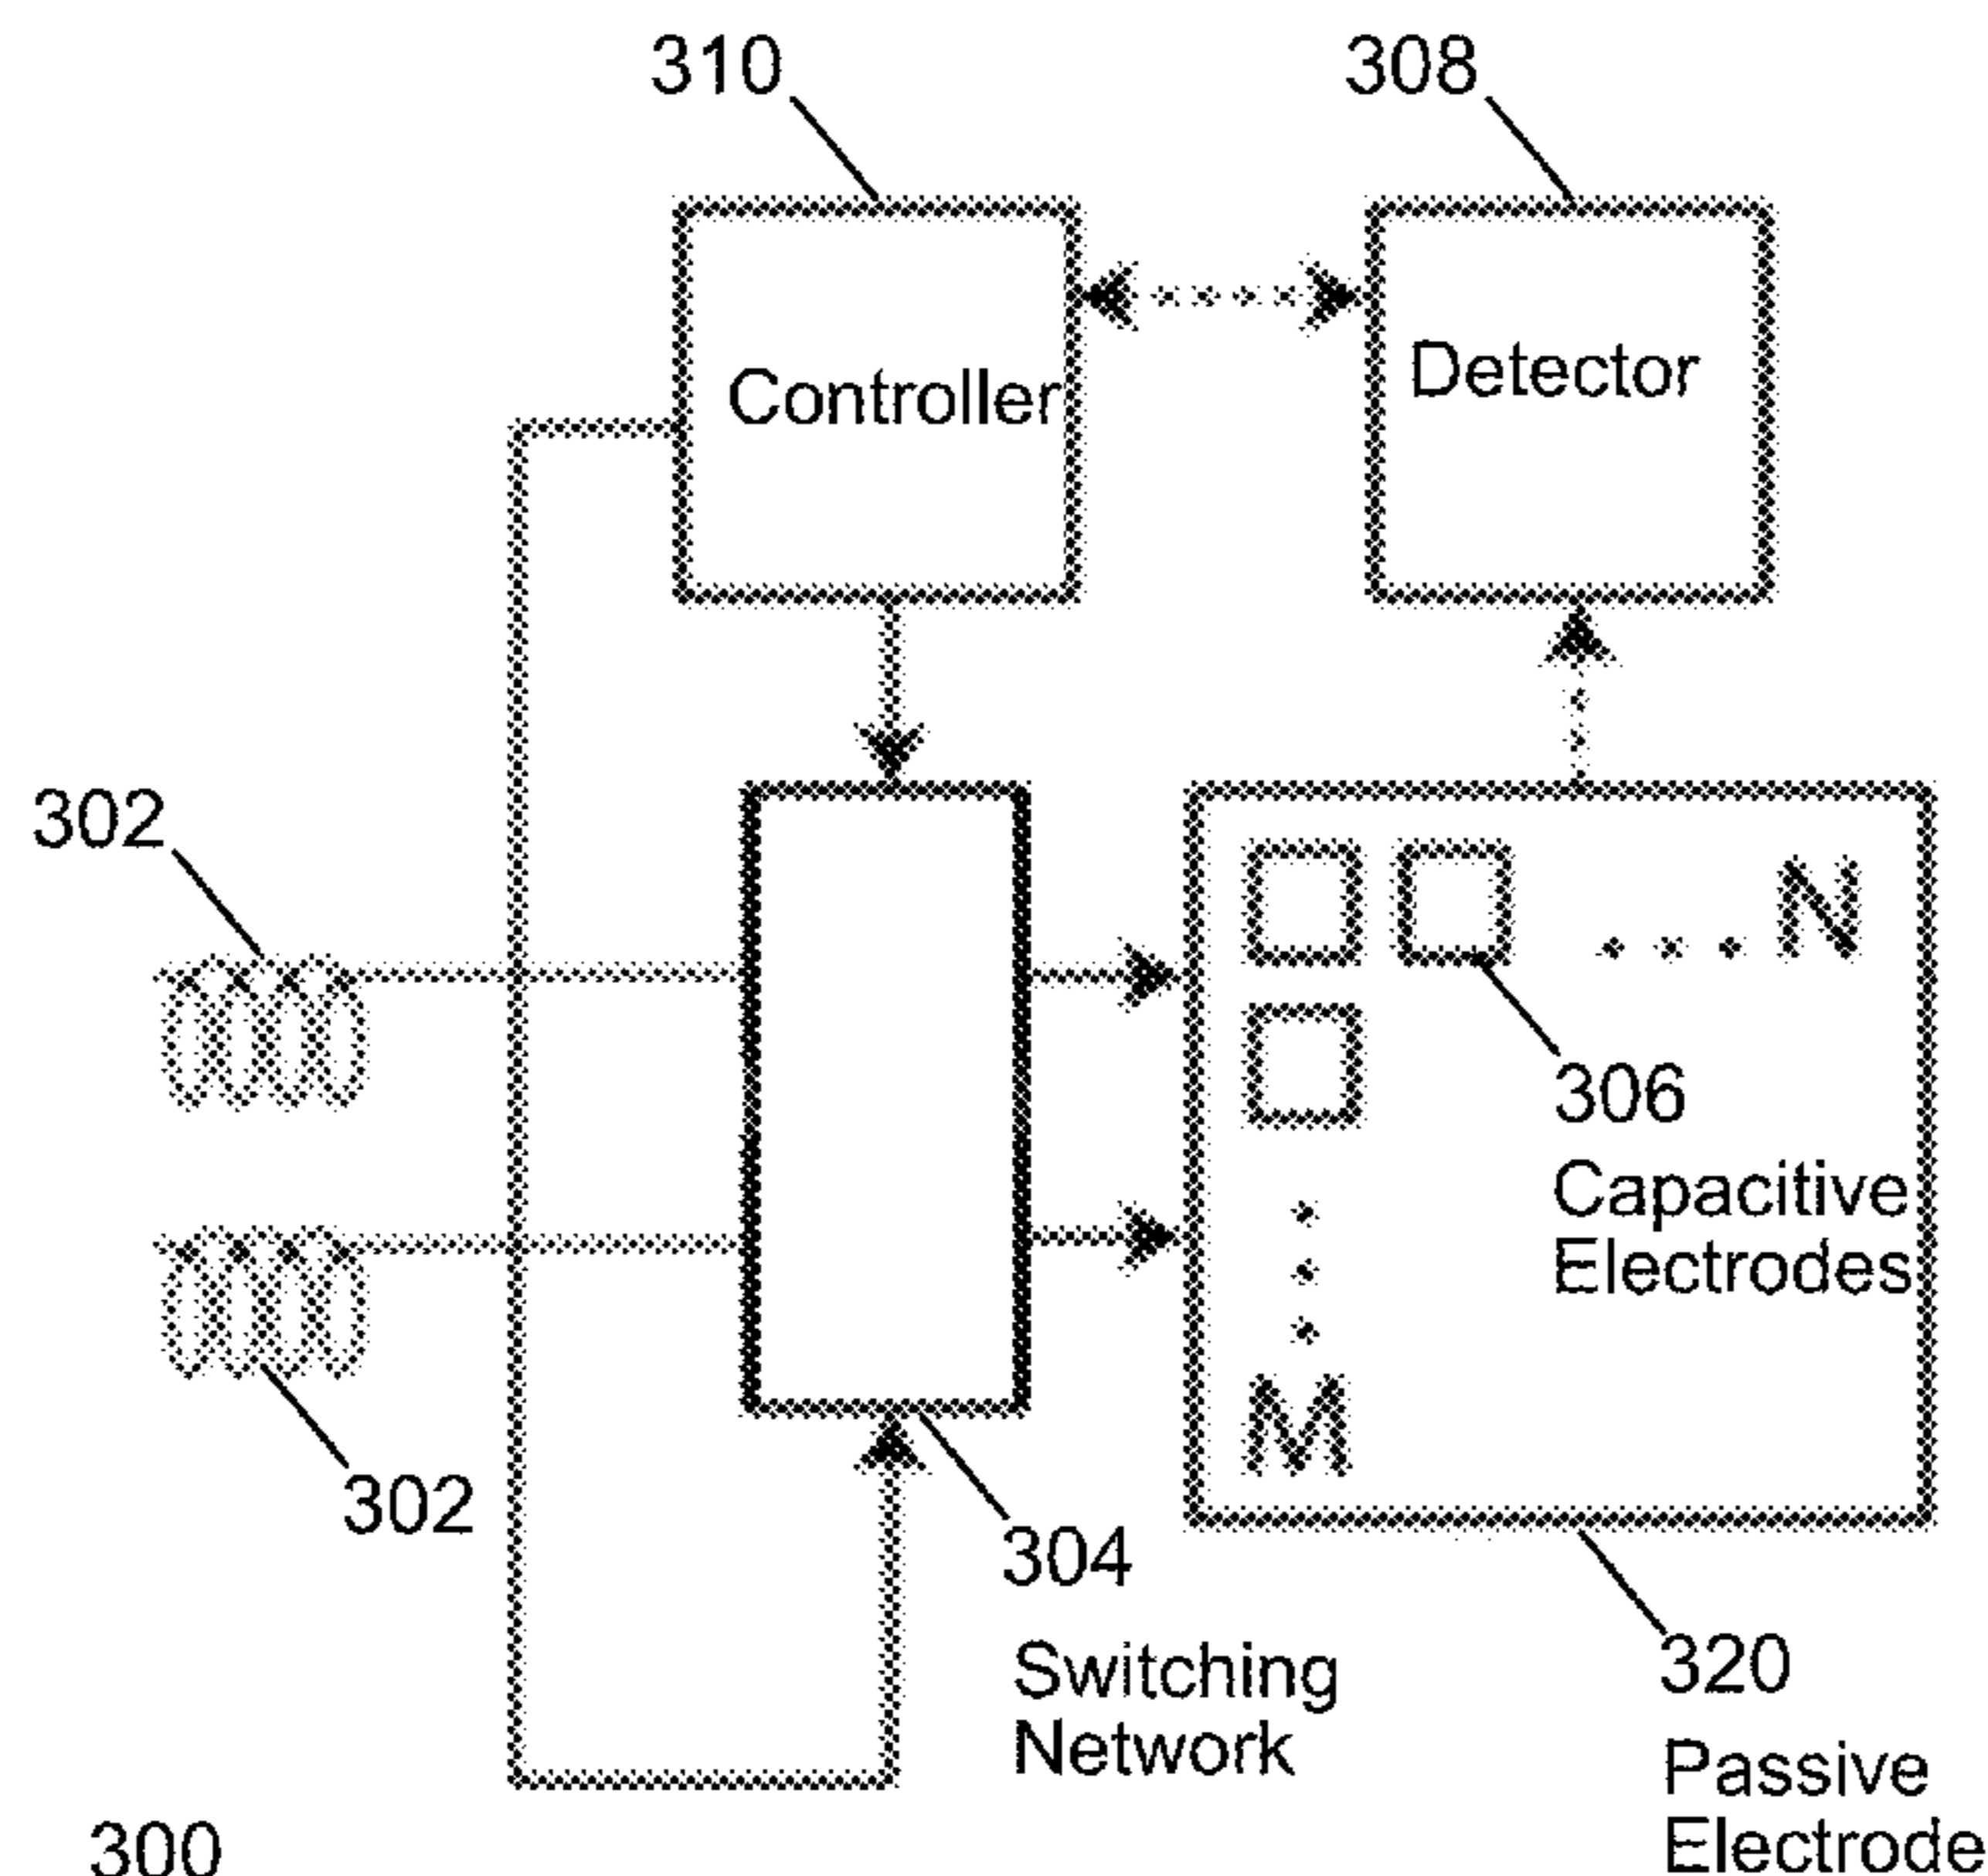 310
308
Controller
Detector
302
N
306
Capacitive
Electrodes
M
302
304
Switching
Network
320
Passive
Electrode
300